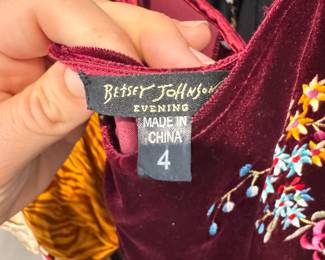 BETSEY JOHNSON
EVENING
MADE IN
CHINA
4